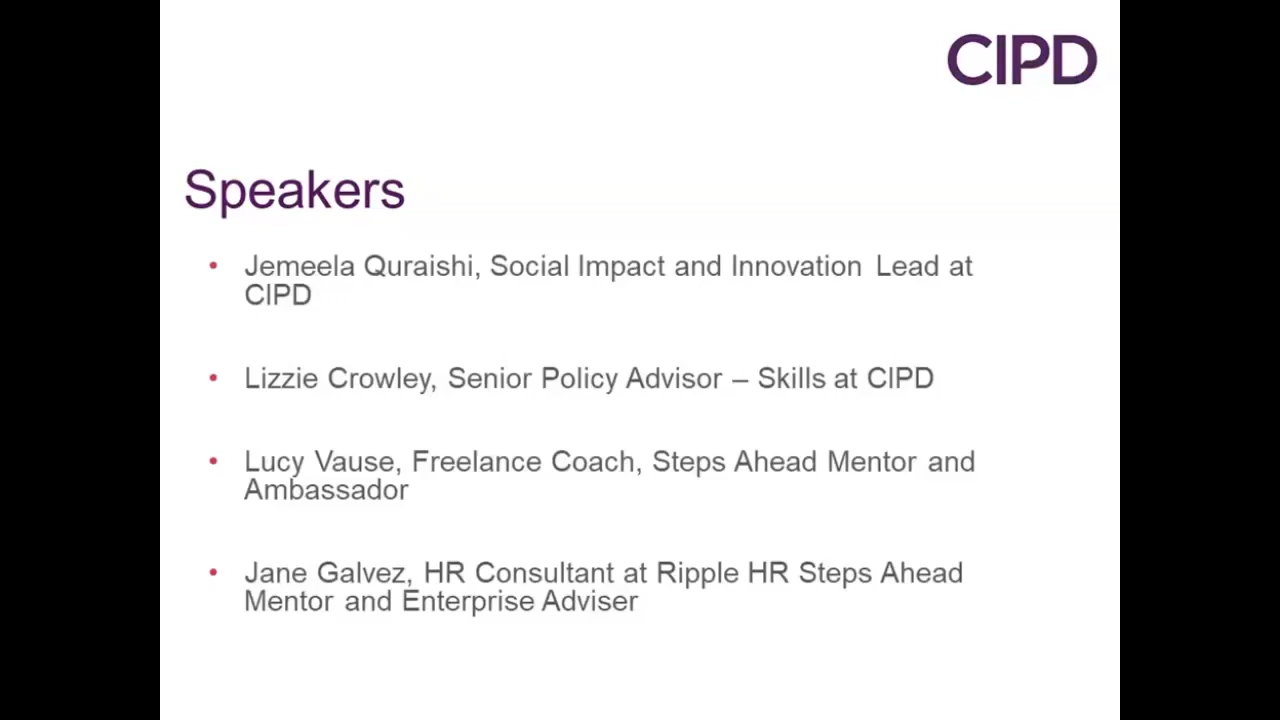 CIPD
Speakers
• Jemeela Quraishi, Social Impact and Innovation Lead at
CIPD
• Lizzie Crowley, Senior Policy Advisor – Skills at CIPD
• Lucy Vause, Freelance Coach, Steps Ahead Mentor and
Ambassador
• Jane Galvez, HR Consultant at Ripple HR Steps Ahead
Mentor and Enterprise Adviser